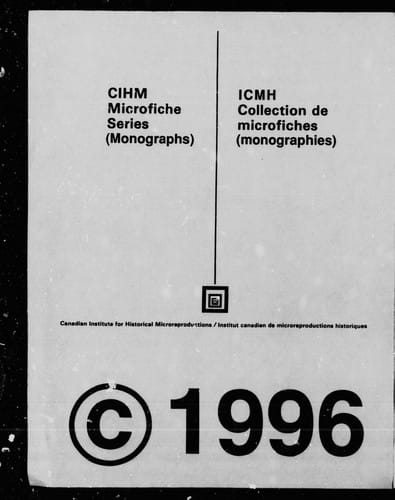 CIHM
Microfiche
Series
(Monographs)
ICMH
Collection de
microfiches
(monographies)
Canadian Institute for Historical Microreproductions / Institut canadien de microreproductions historiques
© 1996